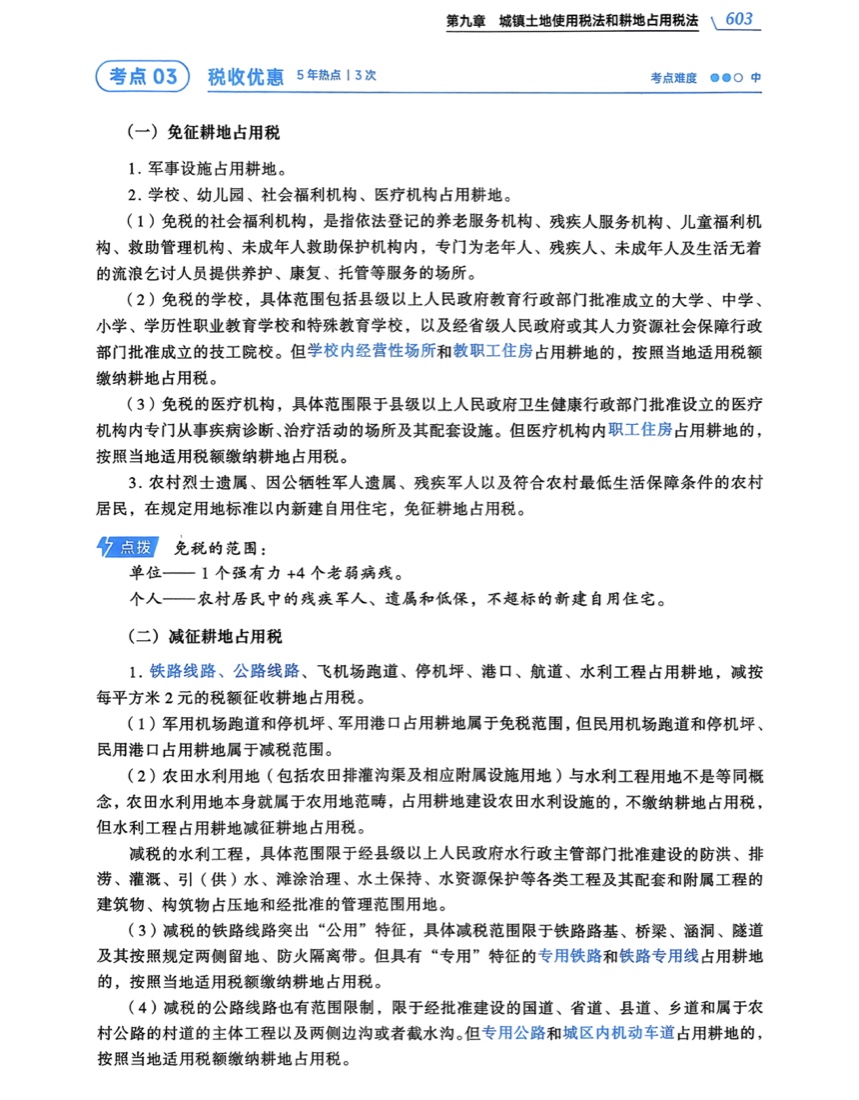 第九章 城镇土地使用税法和耕地占用税法 603
考点 03 税收优惠 5年热点 | 3次 考点难度 中
（一）免征耕地占用税
1. 军事设施占用耕地。
2. 学校、幼儿园、社会福利机构、医疗机构占用耕地。
（1）免税的社会福利机构，是指依法登记的养老服务机构、残疾人服务机构、儿童福利机
构、救助管理机构、未成年人救助保护机构内，专门为老年人、残疾人、未成年人及生活无着
的流浪乞讨人员提供养护、康复、托管等服务的场所。
（2）免税的学校，具体范围包括县级以上人民政府教育行政部门批准成立的大学、中学、
小学、学历性职业教育学校和特殊教育学校，以及经省级人民政府或其人力资源社会保障行政
部门批准成立的技工院校。但学校内经营性场所和教职工住房占用耕地的，按照当地适用税额
缴纳耕地占用税。
（3）免税的医疗机构，具体范围限于县级以上人民政府卫生健康行政部门批准设立的医疗
机构内专门从事疾病诊断、治疗活动的场所及其配套设施。但医疗机构内职工住房占用耕地的，
按照当地适用税额缴纳耕地占用税。
3. 农村烈士遗属、因公牺牲军人遗属、残疾军人以及符合农村最低生活保障条件的农村
居民，在规定用地标准以内新建自用住宅，免征耕地占用税。
点拨 免税的范围：
单位—— 1 个强有力 +4 个老弱病残。
个人——农村居民中的残疾军人、遗属和低保，不超标的新建自用住宅。
（二）减征耕地占用税
1. 铁路线路、公路线路、飞机场跑道、停机坪、港口、航道、水利工程占用耕地，减按
每平方米 2 元的税额征收耕地占用税。
（1）军用机场跑道和停机坪、军用港口占用耕地属于免税范围，但民用机场跑道和停机坪、
民用港口占用耕地属于减税范围。
（2）农田水利用地（包括农田排灌沟渠及相应附属设施用地）与水利工程用地不是等同概
念，农田水利用地本身就属于农用地范畴，占用耕地建设农田水利设施的，不缴纳耕地占用税，
但水利工程占用耕地减征耕地占用税。
减税的水利工程，具体范围限于经县级以上人民政府水行政主管部门批准建设的防洪、排
涝、灌溉、引（供）水、滩涂治理、水土保持、水资源保护等各类工程及其配套和附属工程的
建筑物、构筑物占压地和经批准的管理范围用地。
（3）减税的铁路线路突出“公用”特征，具体减税范围限于铁路路基、桥梁、涵洞、隧道
及其按照规定两侧留地、防火隔离带。但具有“专用”特征的专用铁路和铁路专用线占用耕地
的，按照当地适用税额缴纳耕地占用税。
（4）减税的公路线路也有范围限制，限于经批准建设的国道、省道、县道、乡道和属于农
村公路的村道的主体工程以及两侧边沟或者截水沟。但专用公路和城区内机动车道占用耕地的，
按照当地适用税额缴纳耕地占用税。